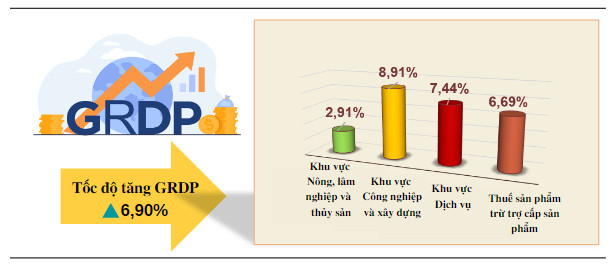 GRDP
Tốc độ tăng GRDP
▲6,90%
2,91%
8,91%
7,44%
6,69%
Khu vực
Nông, lâm
nghiệp và
thủy sản
Khu vực
Công nghiệp
và xây dựng
Khu vực
Dịch vụ
Thuế sản phẩm
trừ trợ cấp sản
phẩm